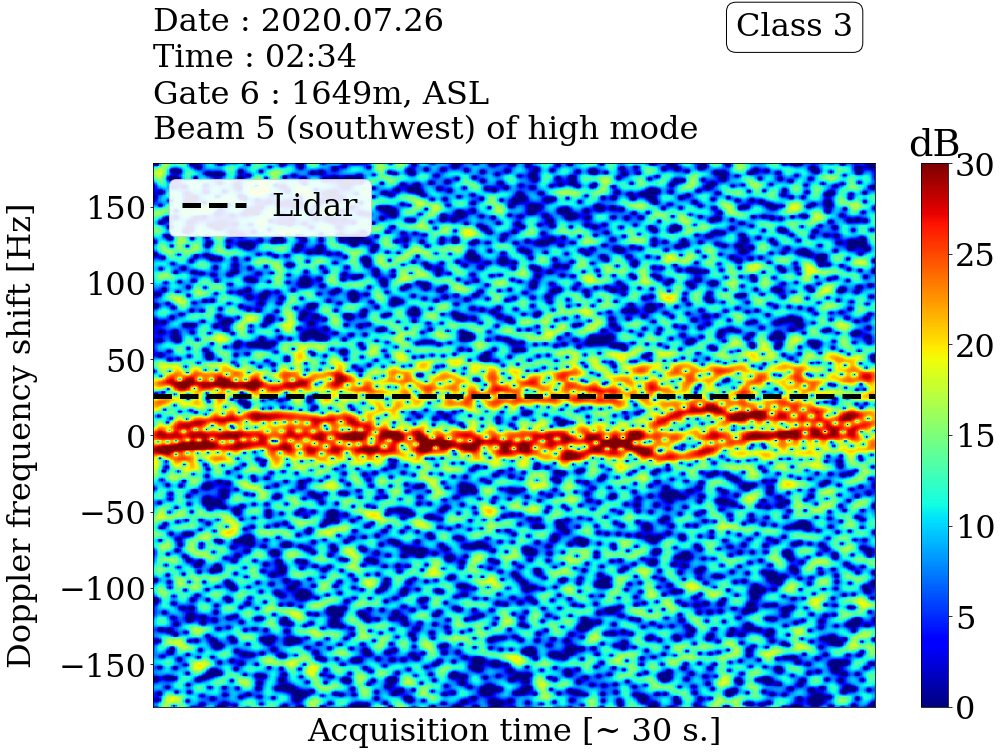 Date : 2020.07.26
Time : 02:34
Gate 6 : 1649m, ASL
Beam 5 (southwest) of high mode
Class 3
Lidar
Doppler frequency shift [Hz]
150
100
50
0
−50
−100
−150
Acquisition time [~ 30 s.]
dB
30
25
20
15
10
5
0